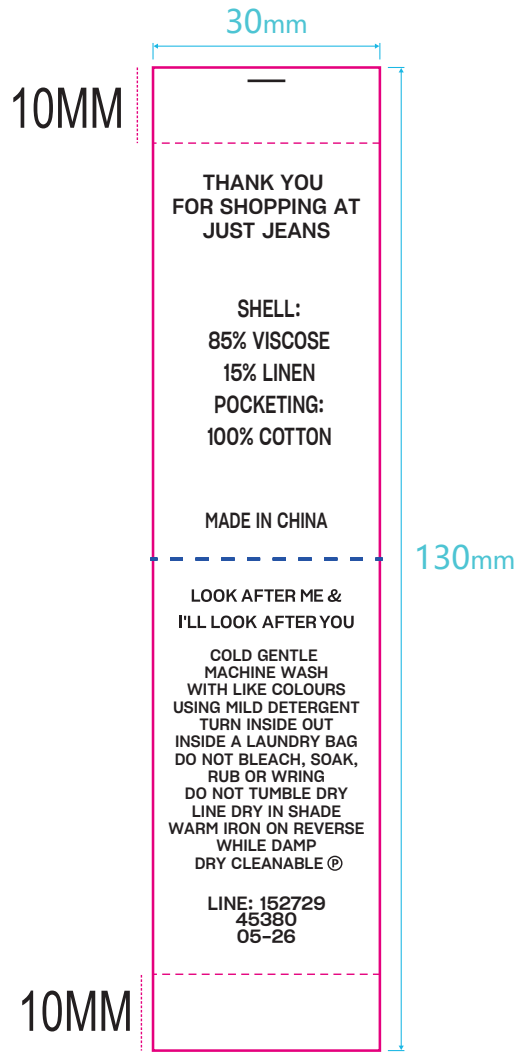 30mm
10MM
THANK YOU
FOR SHOPPING AT
JUST JEANS
SHELL:
85% VISCOSE
15% LINEN
POCKETING:
100% COTTON
MADE IN CHINA
130mm
LOOK AFTER ME &
I'LL LOOK AFTER YOU
COLD GENTLE
MACHINE WASH
WITH LIKE COLOURS
USING MILD DETERGENT
TURN INSIDE OUT
INSIDE A LAUNDRY BAG
DO NOT BLEACH, SOAK,
RUB OR WRING
DO NOT TUMBLE DRY
LINE DRY IN SHADE
WARM IRON ON REVERSE
WHILE DAMP
DRY CLEANABLE Ⓟ
LINE: 152729
45380
05-26
10MM